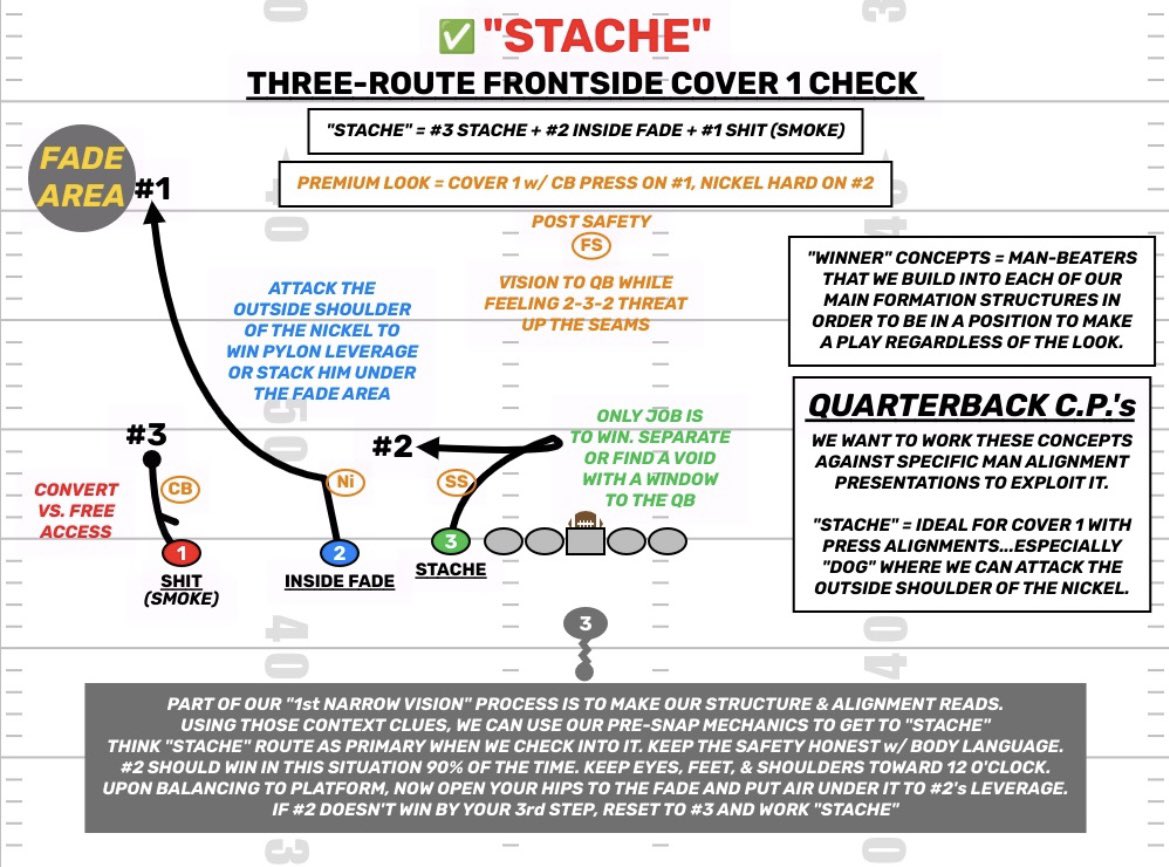 ✅ "STACHE"
THREE-ROUTE FRONTSIDE COVER 1 CHECK
"STACHE" = #3 STACHE + #2 INSIDE FADE + #1 SHIT (SMOKE)
PREMIUM LOOK = COVER 1 w/ CB PRESS ON #1, NICKEL HARD ON #2
FADE
AREA
#1
POST SAFETY
FS
VISION TO QB WHILE
FEELING 2-3-2 THREAT
UP THE SEAMS
ATTACK THE
OUTSIDE SHOULDER
OF THE NICKEL TO
WIN PYLON LEVERAGE
OR STACK HIM UNDER
THE FADE AREA
"WINNER" CONCEPTS = MAN-BEATERS
THAT WE BUILD INTO EACH OF OUR
MAIN FORMATION STRUCTURES IN
ORDER TO BE IN A POSITION TO MAKE
A PLAY REGARDLESS OF THE LOOK.
QUARTERBACK C.P.'s
WE WANT TO WORK THESE CONCEPTS
AGAINST SPECIFIC MAN ALIGNMENT
PRESENTATIONS TO EXPLOIT IT.
"STACHE" = IDEAL FOR COVER 1 WITH
PRESS ALIGNMENTS...ESPECIALLY
"DOG" WHERE WE CAN ATTACK THE
OUTSIDE SHOULDER OF THE NICKEL.
#3
#2
ONLY JOB IS
TO WIN. SEPARATE
OR FIND A VOID
WITH A WINDOW
TO THE QB
CONVERT
VS. FREE
ACCESS
CB
Ni
SS
1
2
3
SHIT
(SMOKE)
INSIDE FADE
STACHE
3
40
50
40
40
40
3
3
3
0
0
0
PART OF OUR "1st NARROW VISION" PROCESS IS TO MAKE OUR STRUCTURE & ALIGNMENT READS.
USING THOSE CONTEXT CLUES, WE CAN USE OUR PRE-SNAP MECHANICS TO GET TO "STACHE"
THINK "STACHE" ROUTE AS PRIMARY WHEN WE CHECK INTO IT. KEEP THE SAFETY HONEST w/ BODY LANGUAGE.
#2 SHOULD WIN IN THIS SITUATION 90% OF THE TIME. KEEP EYES, FEET, & SHOULDERS TOWARD 12 O'CLOCK.
UPON BALANCING TO PLATFORM, NOW OPEN YOUR HIPS TO THE FADE AND PUT AIR UNDER IT TO #2's LEVERAGE.
IF #2 DOESN'T WIN BY YOUR 3rd STEP, RESET TO #3 AND WORK "STACHE"